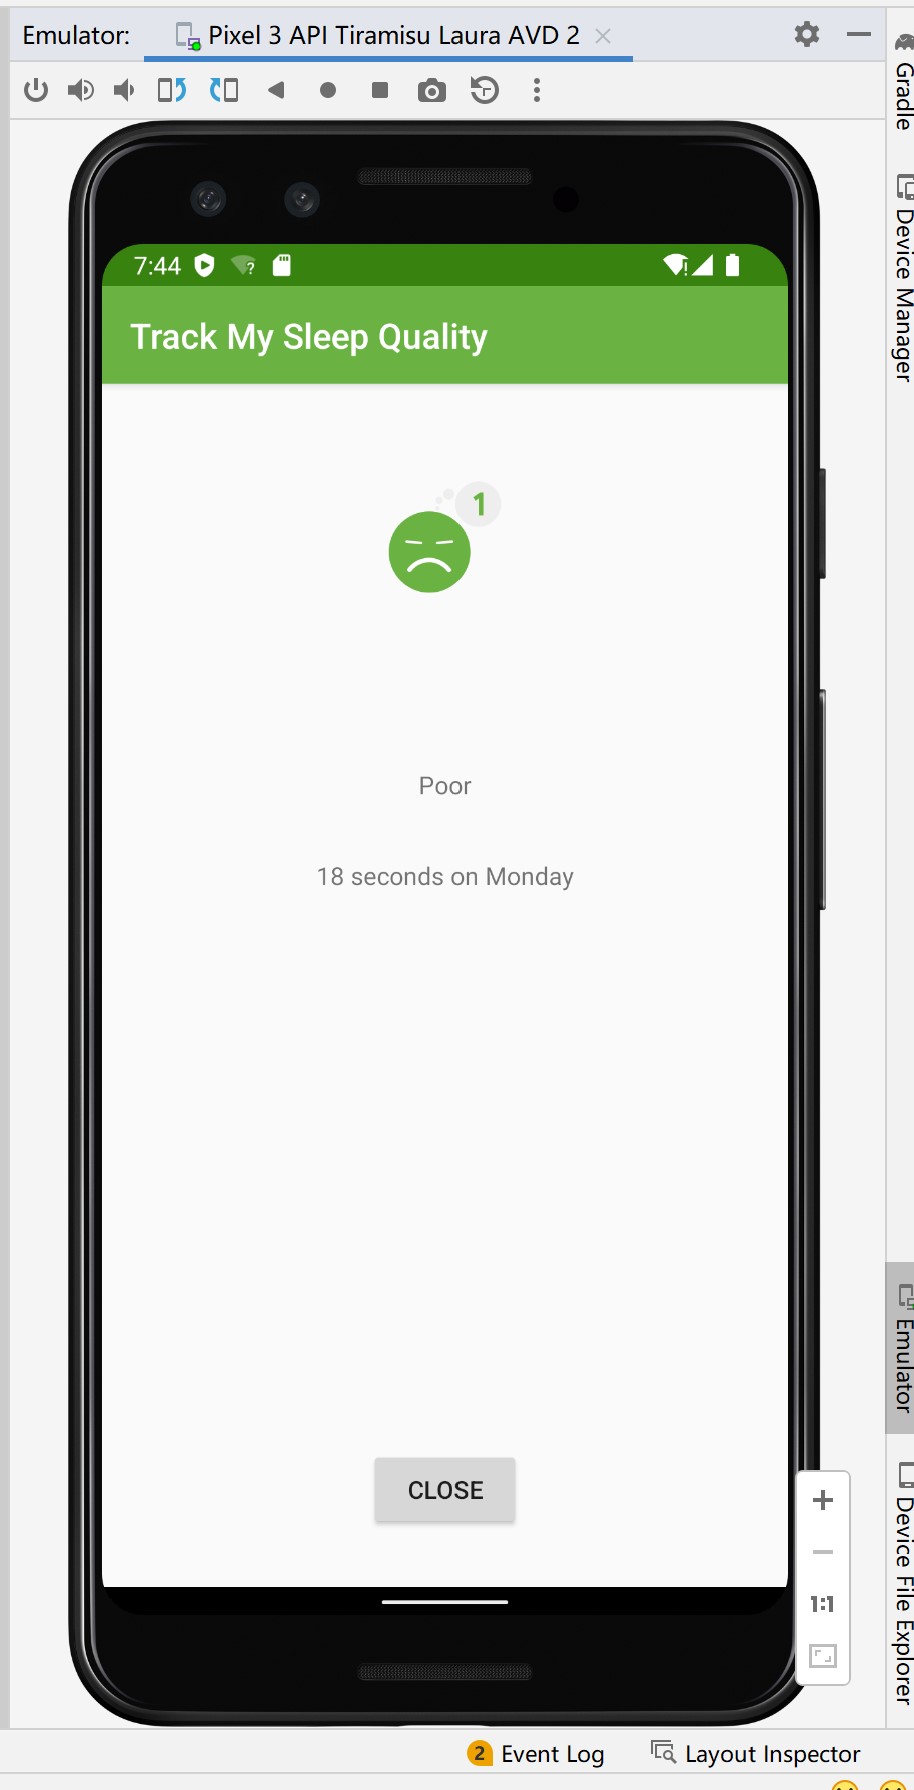 Emulator: Pixel 3 API Tiramisu Laura AVD 2
Gradle
Device Manager
7:44
Track My Sleep Quality
1
Poor
18 seconds on Monday
CLOSE
1:1
Emulator
Device File Explorer
2 Event Log
Layout Inspector